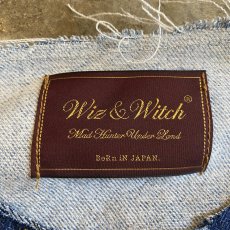 Wiz & Witch®
Mad Hunter Under Land
BoRn iN JAPAN.